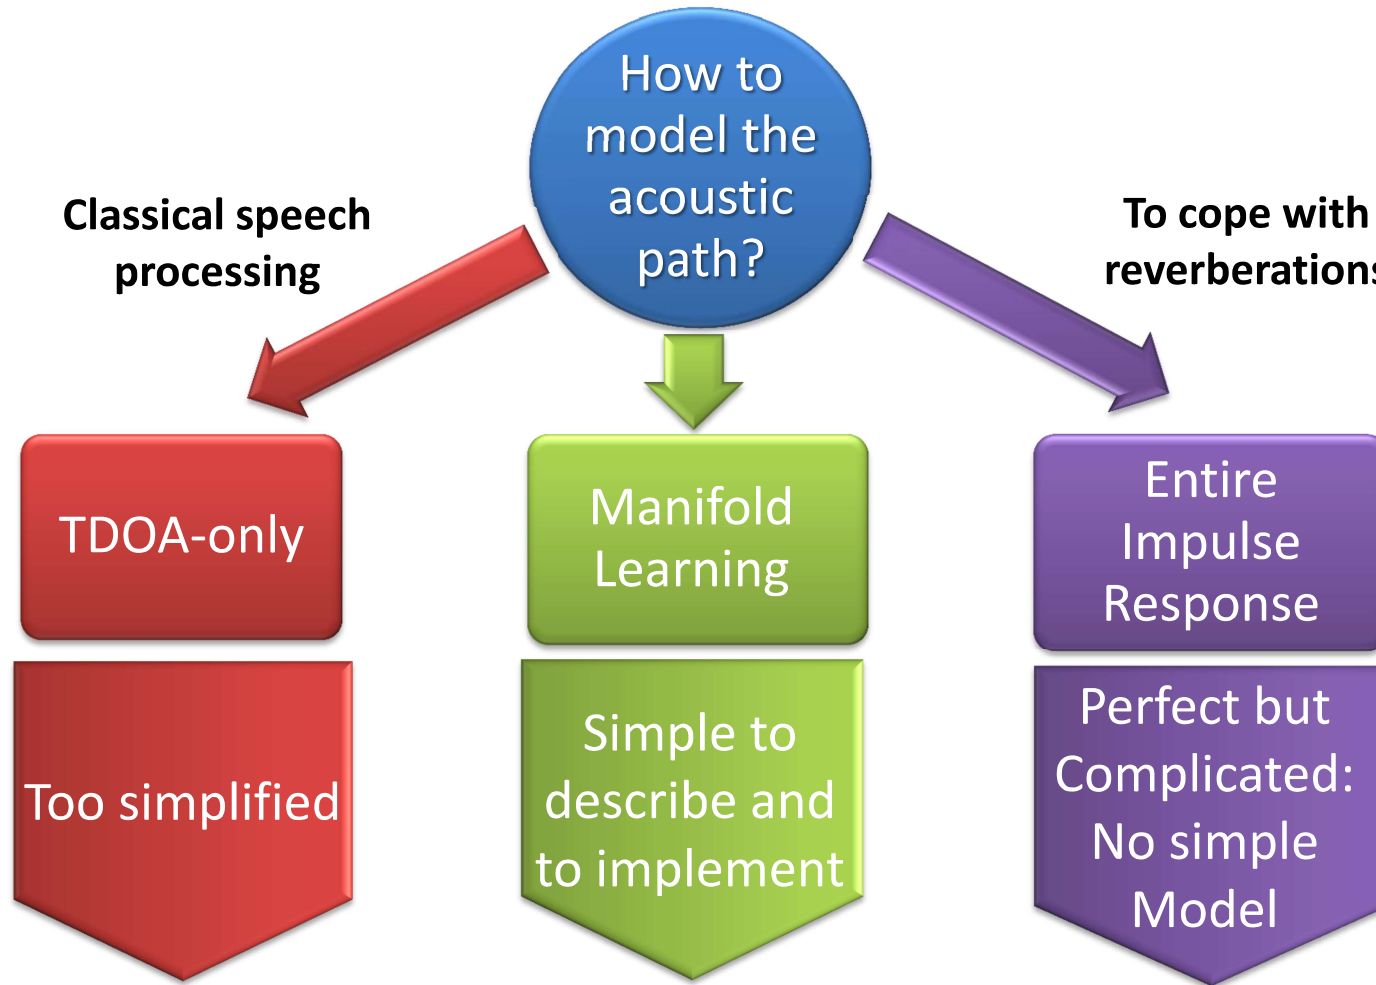 How to
model the
acoustic
path?
Classical speech
processing
To cope with
reverberations
TDOA-only
Manifold
Learning
Entire
Impulse
Response
Too simplified
Simple to
describe and
to implement
Perfect but
Complicated:
No simple
Model